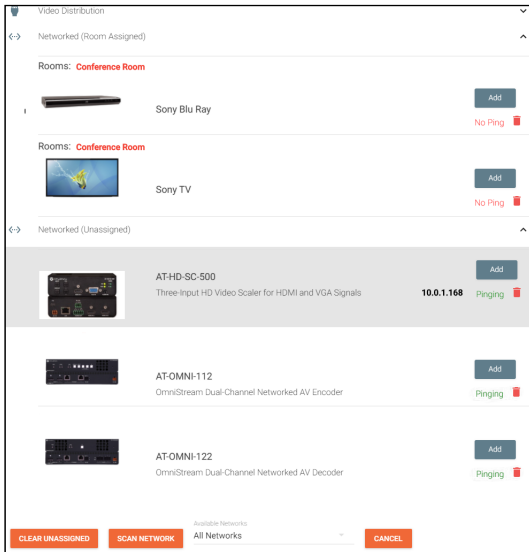 Video Distribution
Networked (Room Assigned)
Rooms: Conference Room
Add
Sony Blu Ray
No Ping
Rooms: Conference Room
Add
Sony TV
No Ping
Networked (Unassigned)
Add
AT-HD-SC-500
Three-Input HD Video Scaler for HDMI and VGA Signals 10.0.1.168 Pinging
Add
AT-OMNI-112
OmniStream Dual-Channel Networked AV Encoder Pinging
Add
AT-OMNI-122
OmniStream Dual-Channel Networked AV Decoder Pinging
Available Networks
CLEAR UNASSIGNED SCAN NETWORK All Networks CANCEL